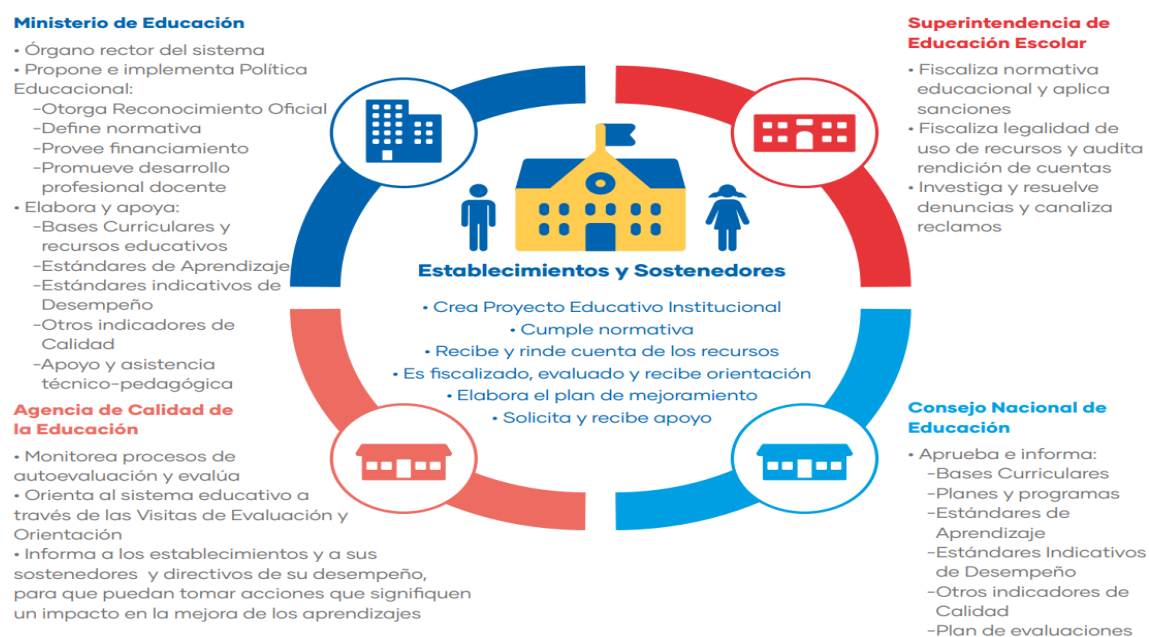 Ministerio de Educación
• Órgano rector del sistema
• Propone e implementa Política
Educacional:
-Otorga Reconocimiento Oficial
-Define normativa
-Provee financiamiento
-Promueve desarrollo
profesional docente
• Elabora y apoya:
-Bases Curriculares y
recursos educativos
-Estándares de Aprendizaje
-Estándares indicativos de
Desempeño
-Otros indicadores de
Calidad
-Apoyo y asistencia
técnico-pedagógica
Superintendencia de
Educación Escolar
• Fiscaliza normativa
educacional y aplica
sanciones
• Fiscaliza legalidad de
uso de recursos y audita
rendición de cuentas
• Investiga y resuelve
denuncias y canaliza
reclamos
Establecimientos y Sostenedores
• Crea Proyecto Educativo Institucional
• Cumple normativa
• Recibe y rinde cuenta de los recursos
• Es fiscalizado, evaluado y recibe orientación
• Elabora el plan de mejoramiento
• Solicita y recibe apoyo
Agencia de Calidad de
la Educación
• Monitorea procesos de
autoevaluación y evalúa
• Orienta al sistema educativo a
través de las Visitas de Evaluación y
Orientación
• Informa a los establecimientos y a sus
sostenedores y directivos de su desempeño,
para que puedan tomar acciones que signifiquen
un impacto en la mejora de los aprendizajes
Consejo Nacional de
Educación
• Aprueba e informa:
-Bases Curriculares
-Planes y programas
-Estándares de
Aprendizaje
-Estándares Indicativos
de Desempeño
-Otros indicadores de
Calidad
-Plan de evaluaciones